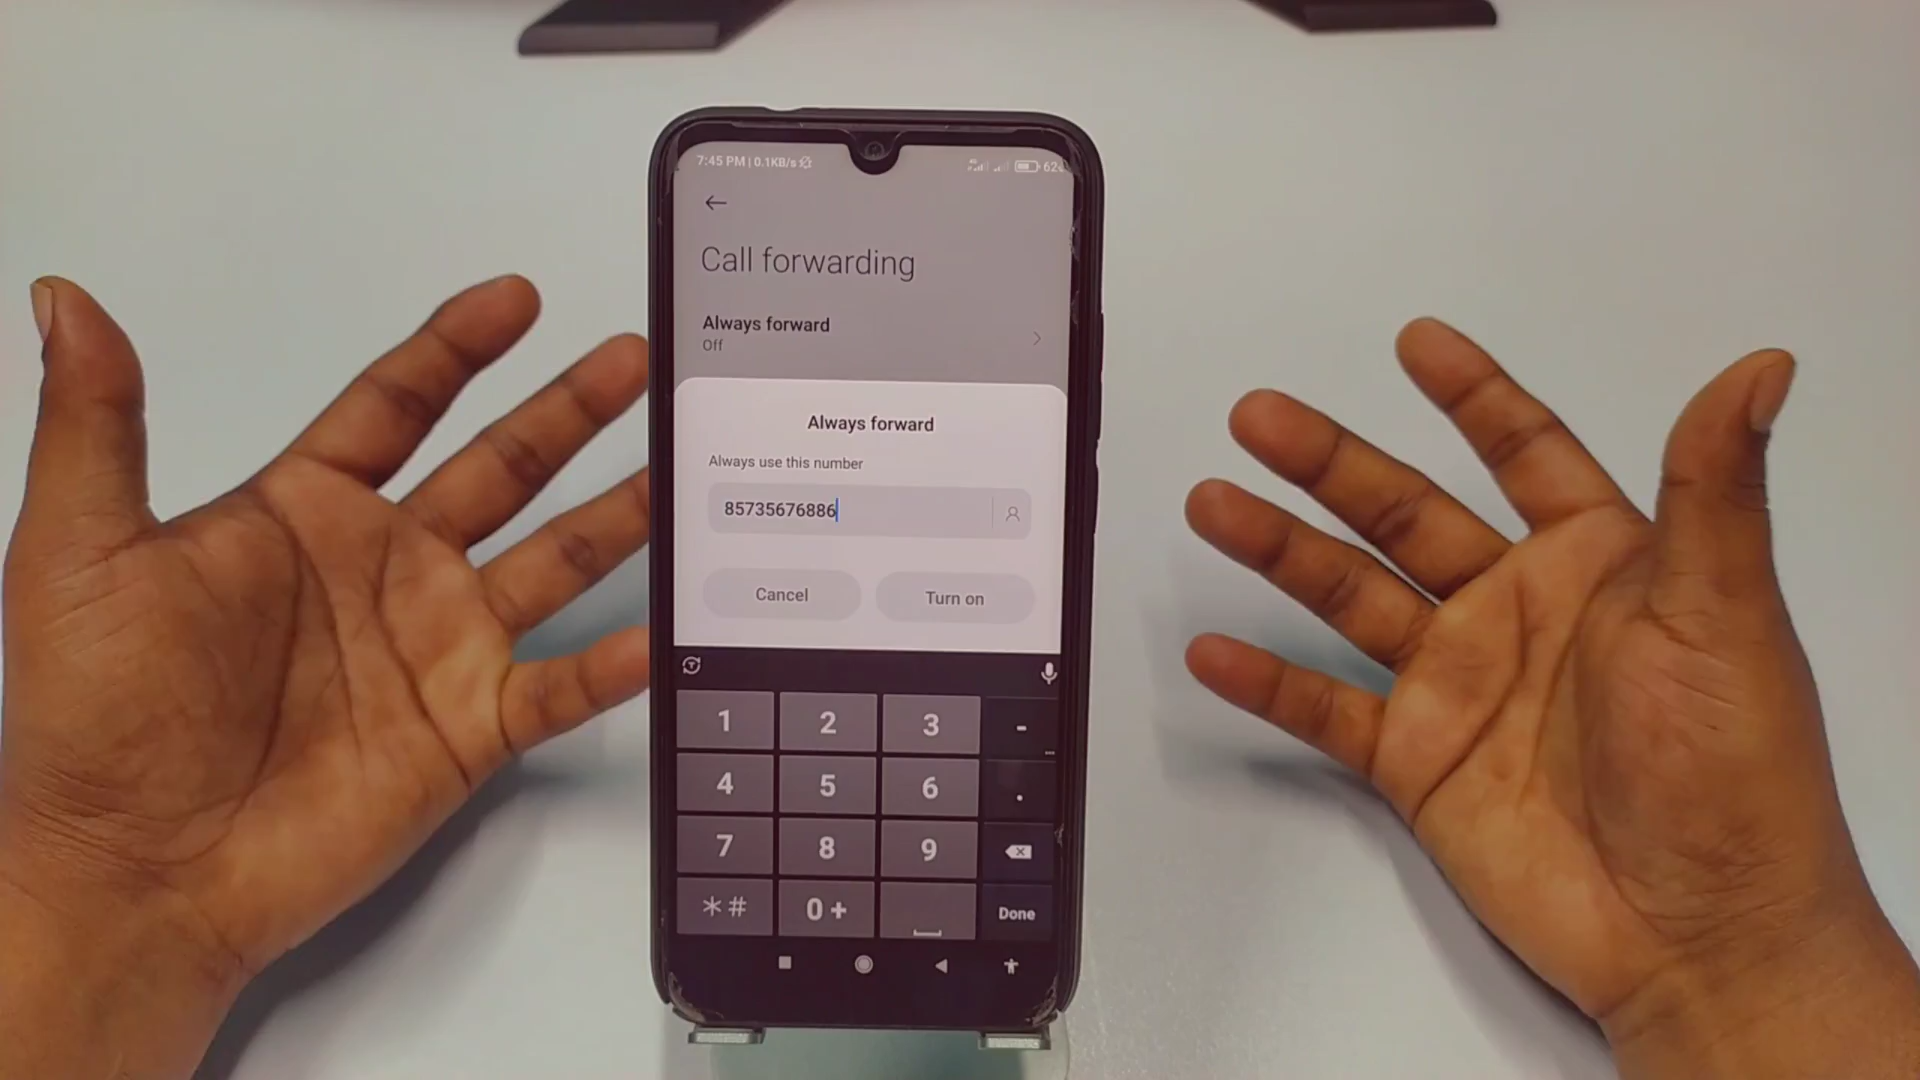 7:45 PM | 0.1KB/s
62
Call forwarding
Always forward
Off
Always forward
Always use this number
85735676886
Cancel
Turn on
1 2 3 -
4 5 6 .
7 8 9
*# 0+ Done